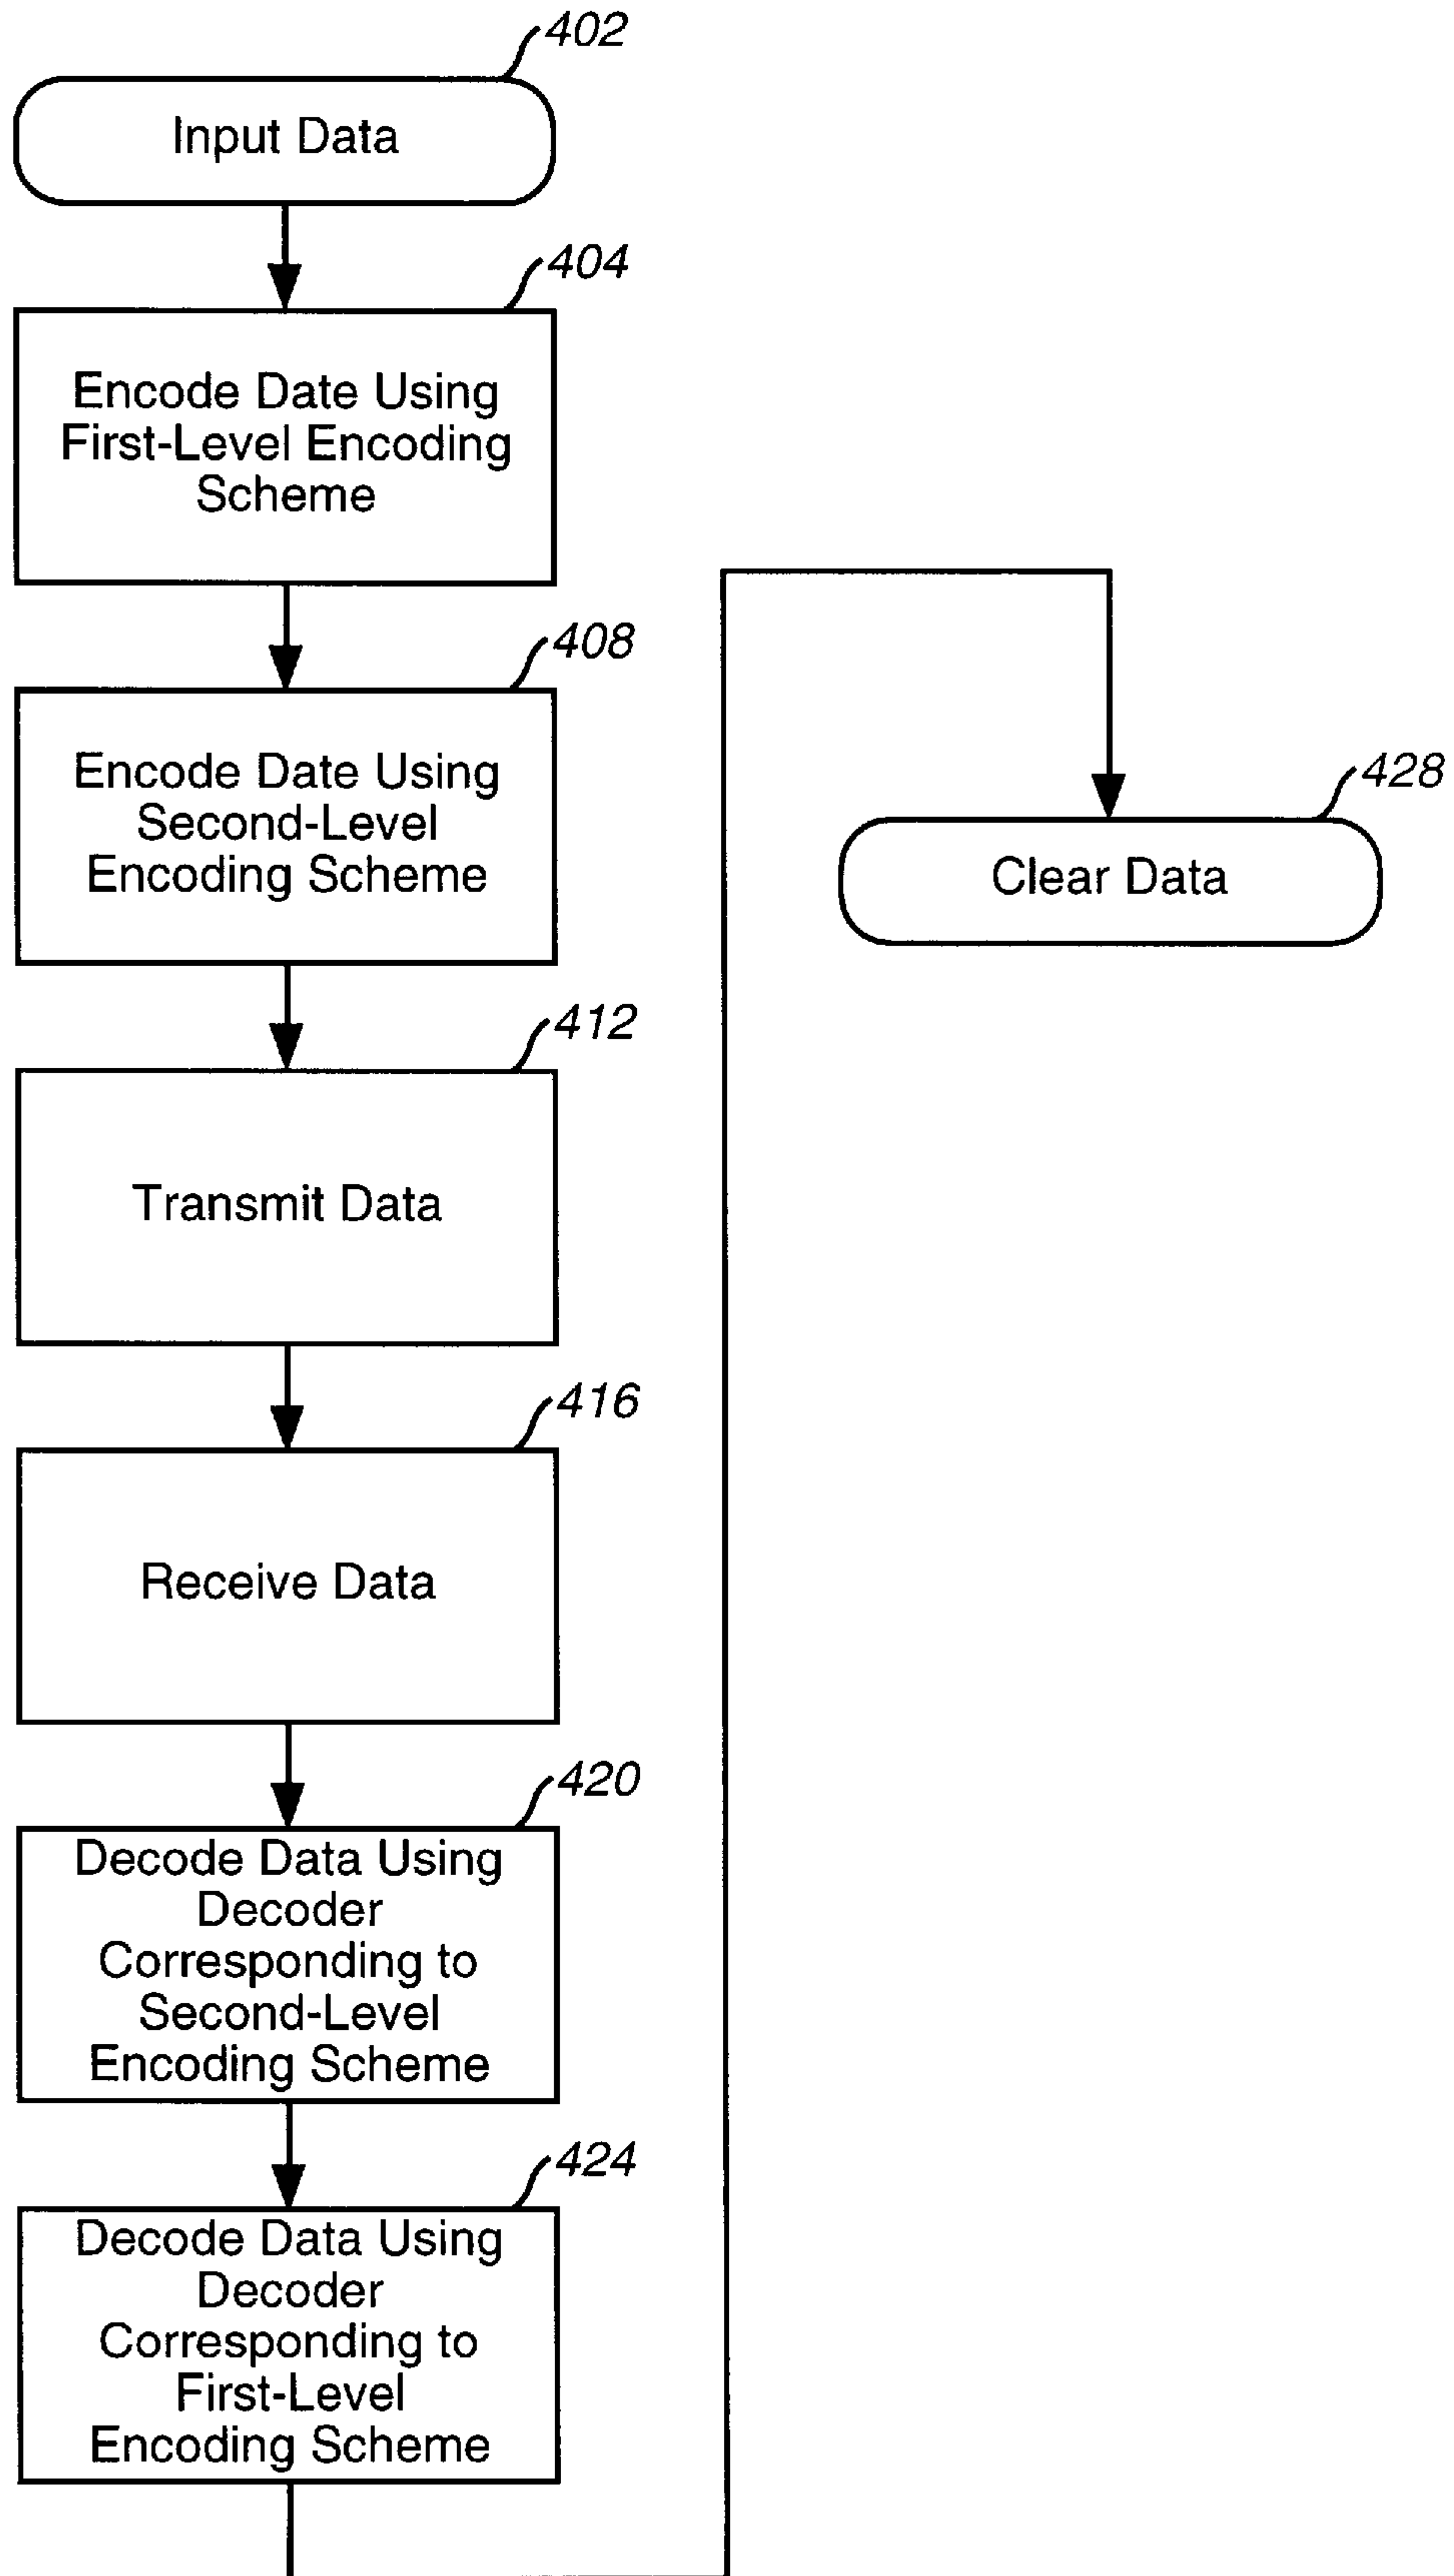 402
Input Data
404
Encode Date Using
First-Level Encoding
Scheme
408
Encode Date Using
Second-Level
Encoding Scheme
412
Transmit Data
416
Receive Data
420
Decode Data Using
Decoder
Corresponding to
Second-Level
Encoding Scheme
424
Decode Data Using
Decoder
Corresponding to
First-Level
Encoding Scheme
428
Clear Data